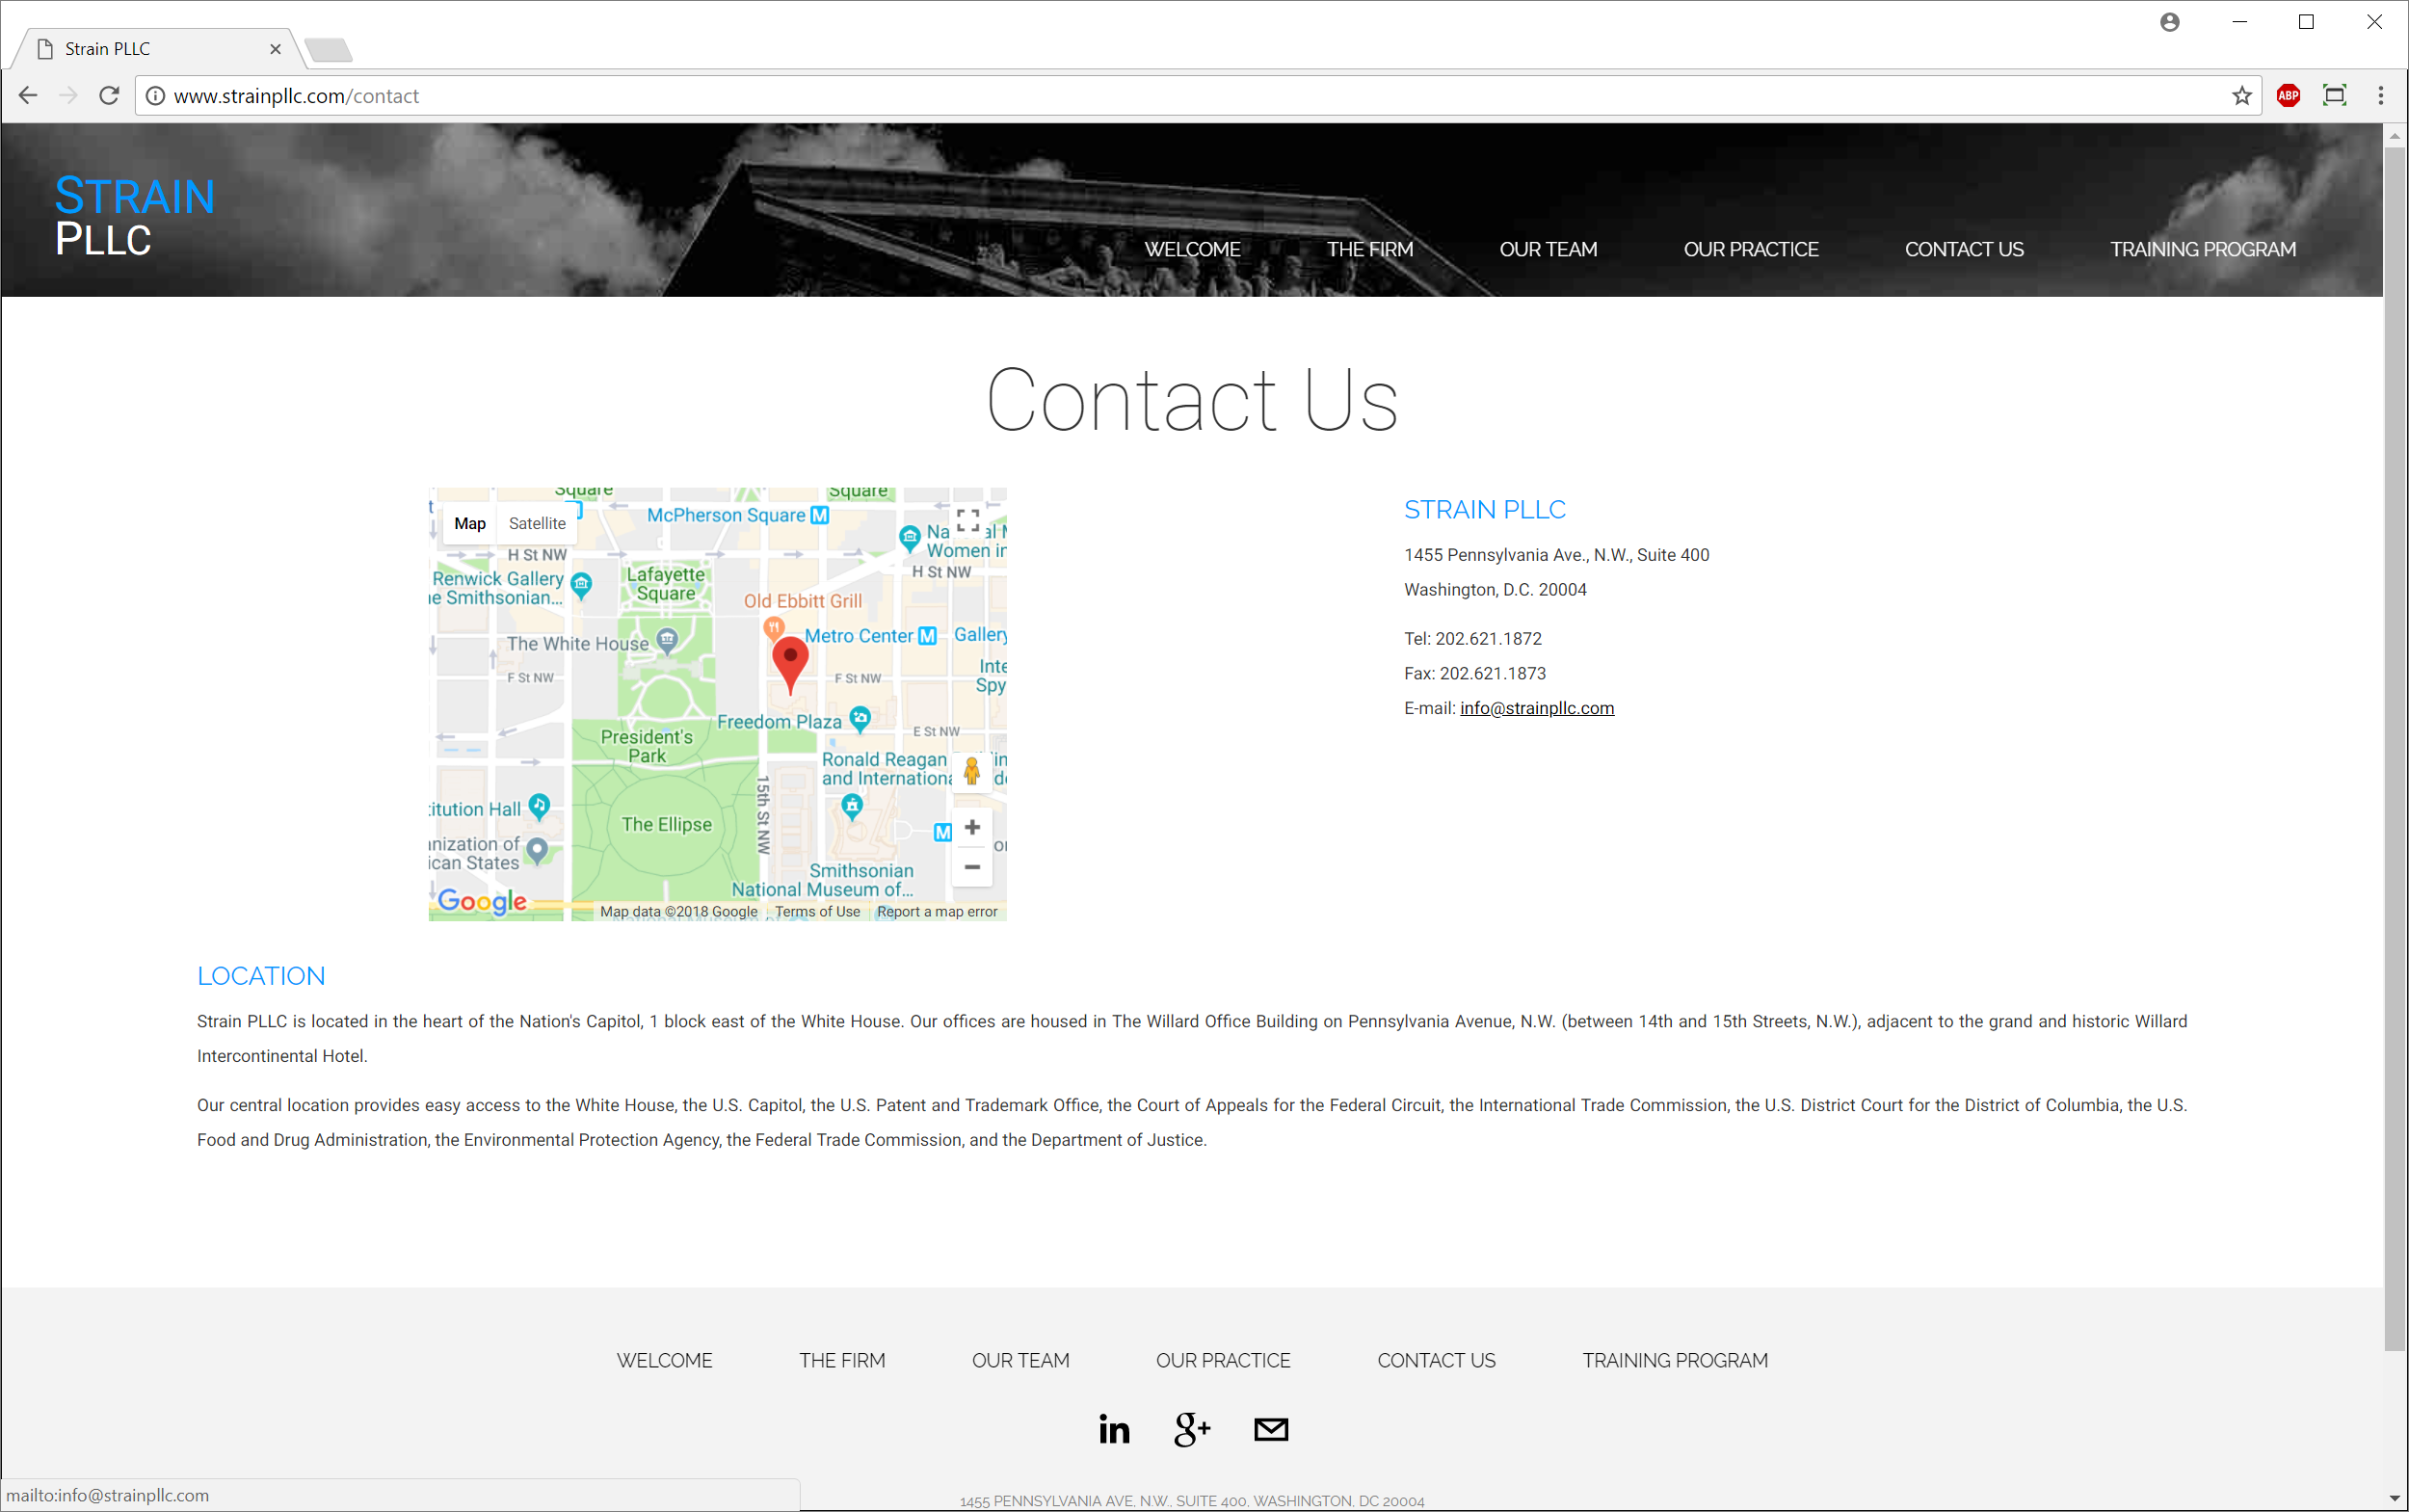 Strain PLLC
www.strainpllc.com/contact
ABP
STRAIN
PLLC
WELCOME THE FIRM OUR TEAM OUR PRACTICE CONTACT US TRAINING PROGRAM
Contact Us
Square
Square
Map Satellite
McPherson Square M
Women in
H St NW
H St NW
Renwick Gallery
Smithsonian...
Lafayette
Square
Old Ebbitt Grill
Metro Center M
Gallery
The White House
F St NW
F St NW
Spy
Freedom Plaza
E St NW
President's
Park
Ronald Reagan
and
15th St NW
The Ellipse
Hall
M
of
States
Smithsonian
National Museum of...
Google
Map data ©2018 Google Terms of Use Report a map error
STRAIN PLLC
1455 Pennsylvania Ave., N.W., Suite 400
Washington, D.C. 20004
Tel: 202.621.1872
Fax: 202.621.1873
E-mail: info@strainpllc.com
LOCATION
Strain PLLC is located in the heart of the Nation's Capitol, 1 block east of the White House. Our offices are housed in The Willard Office Building on Pennsylvania Avenue, N.W. (between 14th and 15th Streets, N.W.), adjacent to the grand and historic Willard
Intercontinental Hotel.
Our central location provides easy access to the White House, the U.S. Capitol, the U.S. Patent and Trademark Office, the Court of Appeals for the Federal Circuit, the International Trade Commission, the U.S. District Court for the District of Columbia, the U.S.
Food and Drug Administration, the Environmental Protection Agency, the Federal Trade Commission, and the Department of Justice.
WELCOME THE FIRM OUR TEAM OUR PRACTICE CONTACT US TRAINING PROGRAM
in g+
1455 PENNSYLVANIA AVE, N.W., SUITE 400, WASHINGTON, DC 20004
mailto:info@strainpllc.com